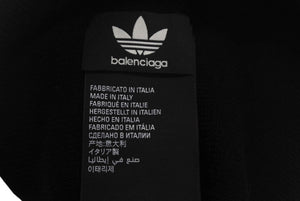 balenciaga
FABBRICATO IN ITALIA
MADE IN ITALY
FABRIQUÉ EN ITALIE
HERGESTELLT IN ITALIEN
HECHO EN ITALIA
FABRICADO EM ITÁLIA
СДЕЛАНО В ИТАЛИИ
产地:意大利
イタリア製
صنع في إيطاليا
이태리제